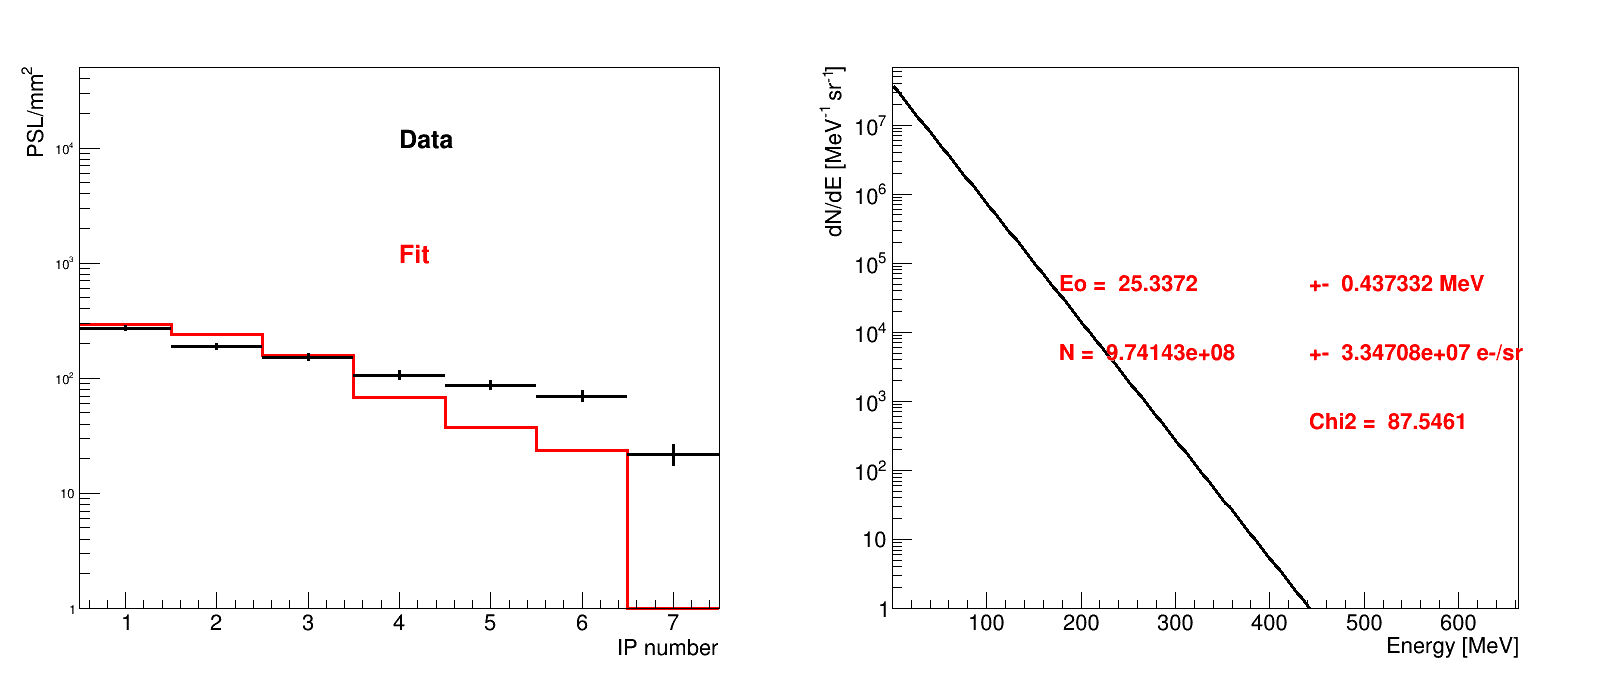 PSL/mm²
10⁴
10³
10²
10
1
Data
Fit
1 2 3 4 5 6 7
IP number
dN/dE [MeV⁻¹ sr⁻¹]
10⁷
10⁶
10⁵
10⁴
10³
10²
10
1
Eo = 25.3372 +- 0.437332 MeV
N = 9.74143e+08 +- 3.34708e+07 e-/sr
Chi2 = 87.5461
100 200 300 400 500 600
Energy [MeV]